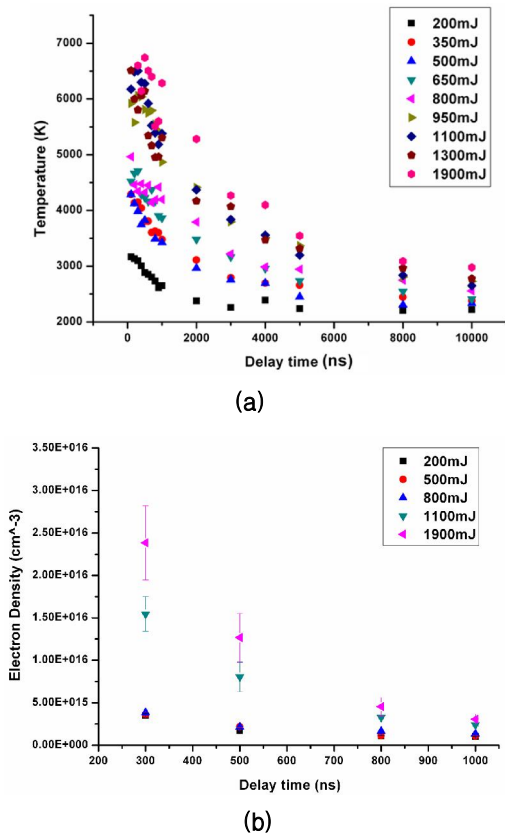 (a)
200mJ
350mJ
500mJ
650mJ
800mJ
950mJ
1100mJ
1300mJ
1900mJ
7000
6000
5000
4000
3000
2000
Temperature (K)
0
2000
4000
6000
8000
10000
Delay time (ns)
(a)
200mJ
500mJ
800mJ
1100mJ
1900mJ
3.50E+016
3.00E+016
2.50E+016
2.00E+016
1.50E+016
1.00E+016
5.00E+015
0.00E+000
Electron Density (cm^-3)
200
300
400
500
600
700
800
900
1000
Delay time (ns)
(b)